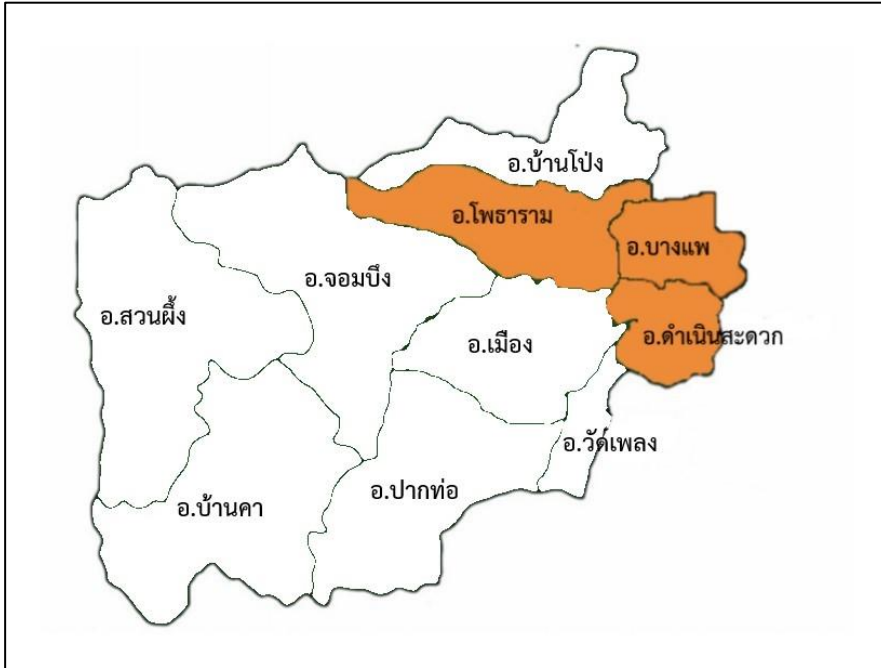 อ.บ้านโป่ง
อ.โพธาราม
อ.บางแพ
อ.จอมบึง
อ.สวนผึ้ง
อ.เมือง
อ.ดำเนินสะดวก
อ.วัดเพลง
อ.ปากท่อ
อ.บ้านคา